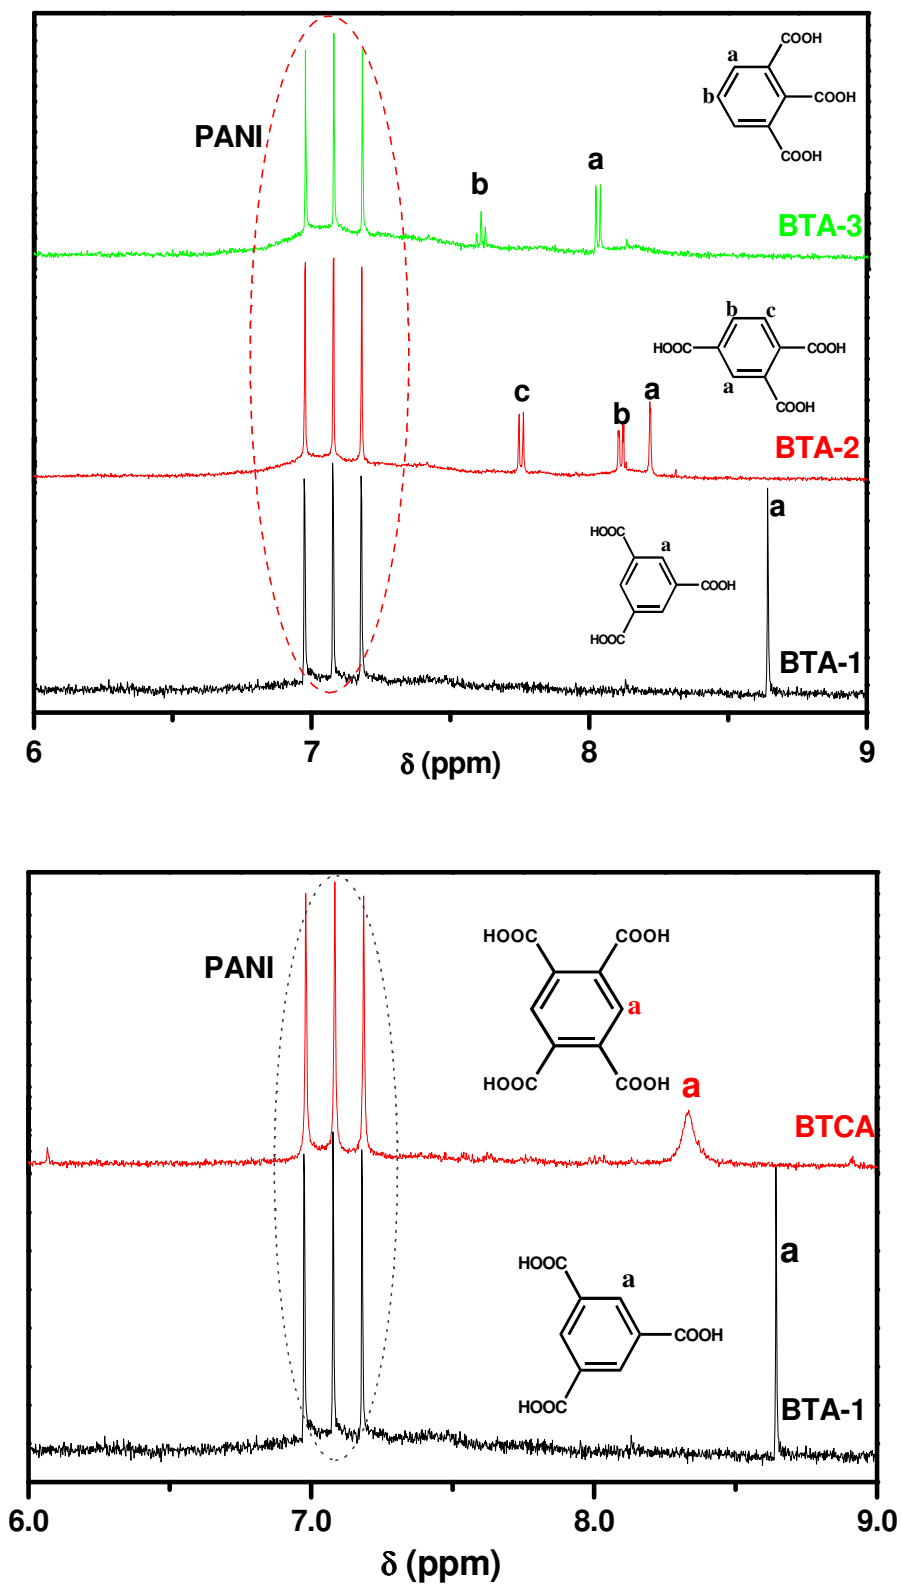 COOH
a
b
COOH
PANI
a
COOH
b
BTA-3
b
c
HOOC
COOH
a
c
a
b
COOH
BTA-2
a
HOOC
a
COOH
HOOC
BTA-1
6
7
8
9
δ (ppm)
HOOC
COOH
PANI
a
HOOC
COOH
a
BTCA
a
HOOC
a
COOH
HOOC
BTA-1
6.0
7.0
8.0
9.0
δ (ppm)